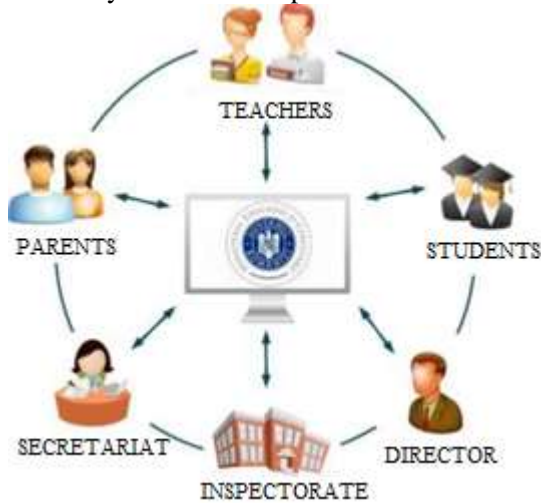 TEACHERS
PARENTS
STUDENTS
SECRETARIAT
DIRECTOR
INSPECTORATE